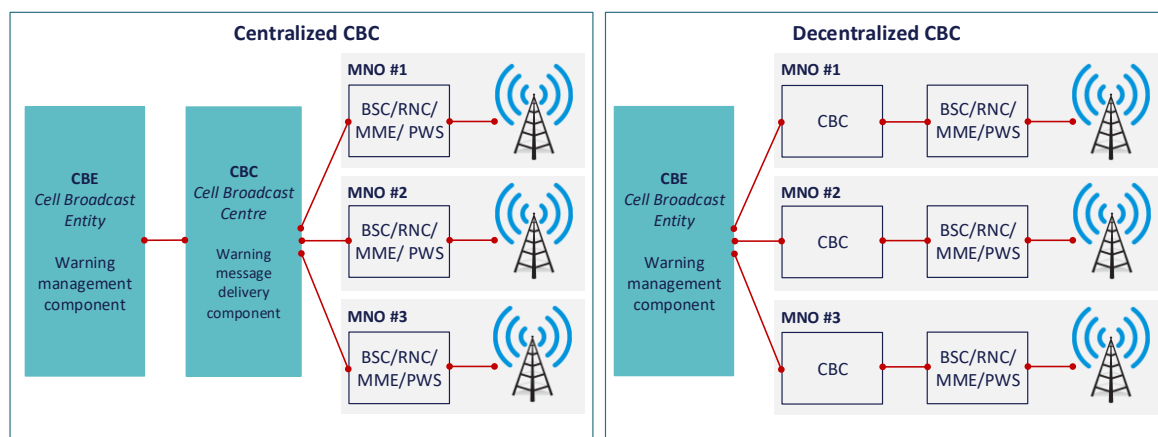 Centralized CBC
CBE
Cell Broadcast
Entity
Warning
management
component
CBC
Cell Broadcast
Centre
Warning
message
delivery
component
MNO #1
BSC/RNC/
MME/ PWS
MNO #2
BSC/RNC/
MME/ PWS
MNO #3
BSC/RNC/
MME/PWS
Decentralized CBC
CBE
Cell Broadcast
Entity
Warning
management
component
MNO #1
CBC
BSC/RNC/
MME/PWS
MNO #2
CBC
BSC/RNC/
MME/PWS
MNO #3
CBC
BSC/RNC/
MME/PWS